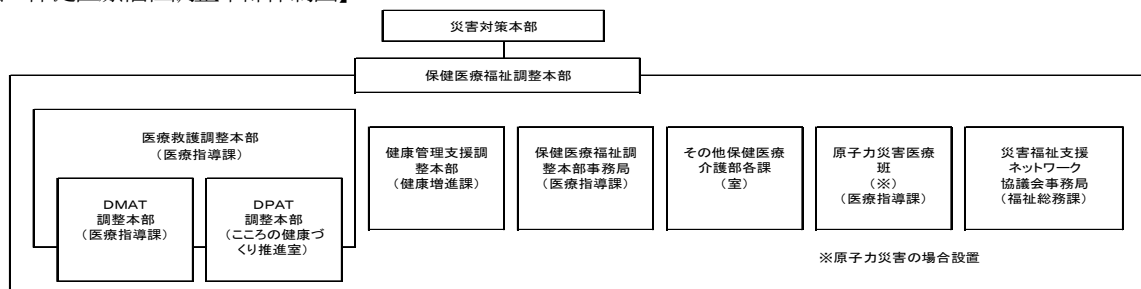 災害対策本部
保健医療福祉調整本部
医療救護調整本部
(医療指導課)
DMAT
調整本部
(医療指導課)
DPAT
調整本部
(こころの健康づ
くり推進室)
健康管理支援調
整本部
(健康増進課)
保健医療福祉調
整本部事務局
(医療指導課)
その他保健医療
介護部各課
(室)
原子力災害医療
班
(※)
(医療指導課)
災害福祉支援
ネットワーク
協議会事務局
(福祉総務課)
※原子力災害の場合設置